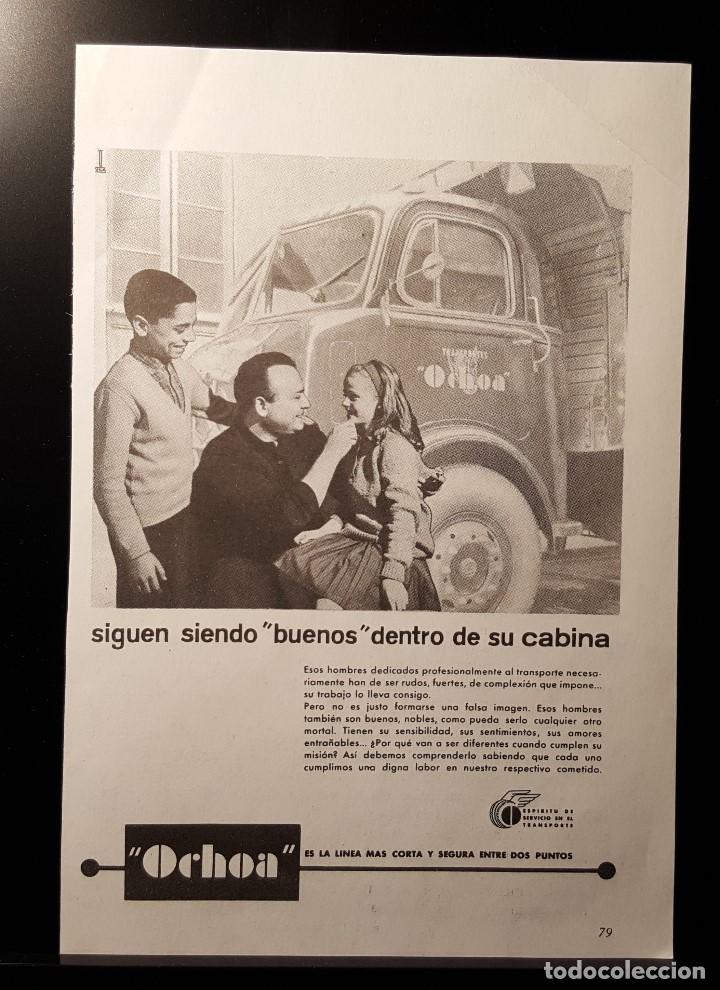 TRANSPORTES
"Ochoa"
siguen siendo "buenos" dentro de su cabina
Esos hombres dedicados profesionalmente al transporte necesa-
riamente han de ser rudos, fuertes, de complexión que impone...
su trabajo lo lleva consigo.
Pero no es justo formarse una falsa imagen. Esos hombres
también son buenos, nobles, como pueda serlo cualquier otro
mortal. Tienen su sensibilidad, sus sentimientos, sus amores
entrañables... ¿Por qué van a ser diferentes cuando cumplen su
misión? Así debemos comprenderlo sabiendo que cada uno
cumplimos una digna labor en nuestro respectivo cometido.
ESPIRITU DE
SERVICIO EN EL
TRANSPORTE
"Ochoa"
ES LA LINEA MAS CORTA Y SEGURA ENTRE DOS PUNTOS
79
todocoleccion